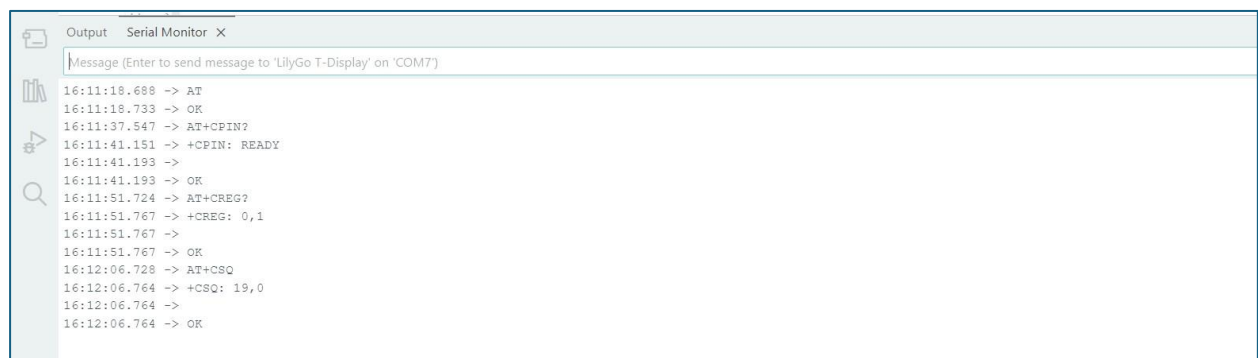 Output Serial Monitor X
Message (Enter to send message to 'LilyGo T-Display' on 'COM7')
16:11:18.688 -> AT
16:11:18.733 -> OK
16:11:37.547 -> AT+CPIN?
16:11:41.151 -> +CPIN: READY
16:11:41.193 ->
16:11:41.193 -> OK
16:11:51.724 -> AT+CREG?
16:11:51.767 -> +CREG: 0,1
16:11:51.767 ->
16:11:51.767 -> OK
16:12:06.728 -> AT+CSQ
16:12:06.764 -> +CSQ: 19,0
16:12:06.764 ->
16:12:06.764 -> OK